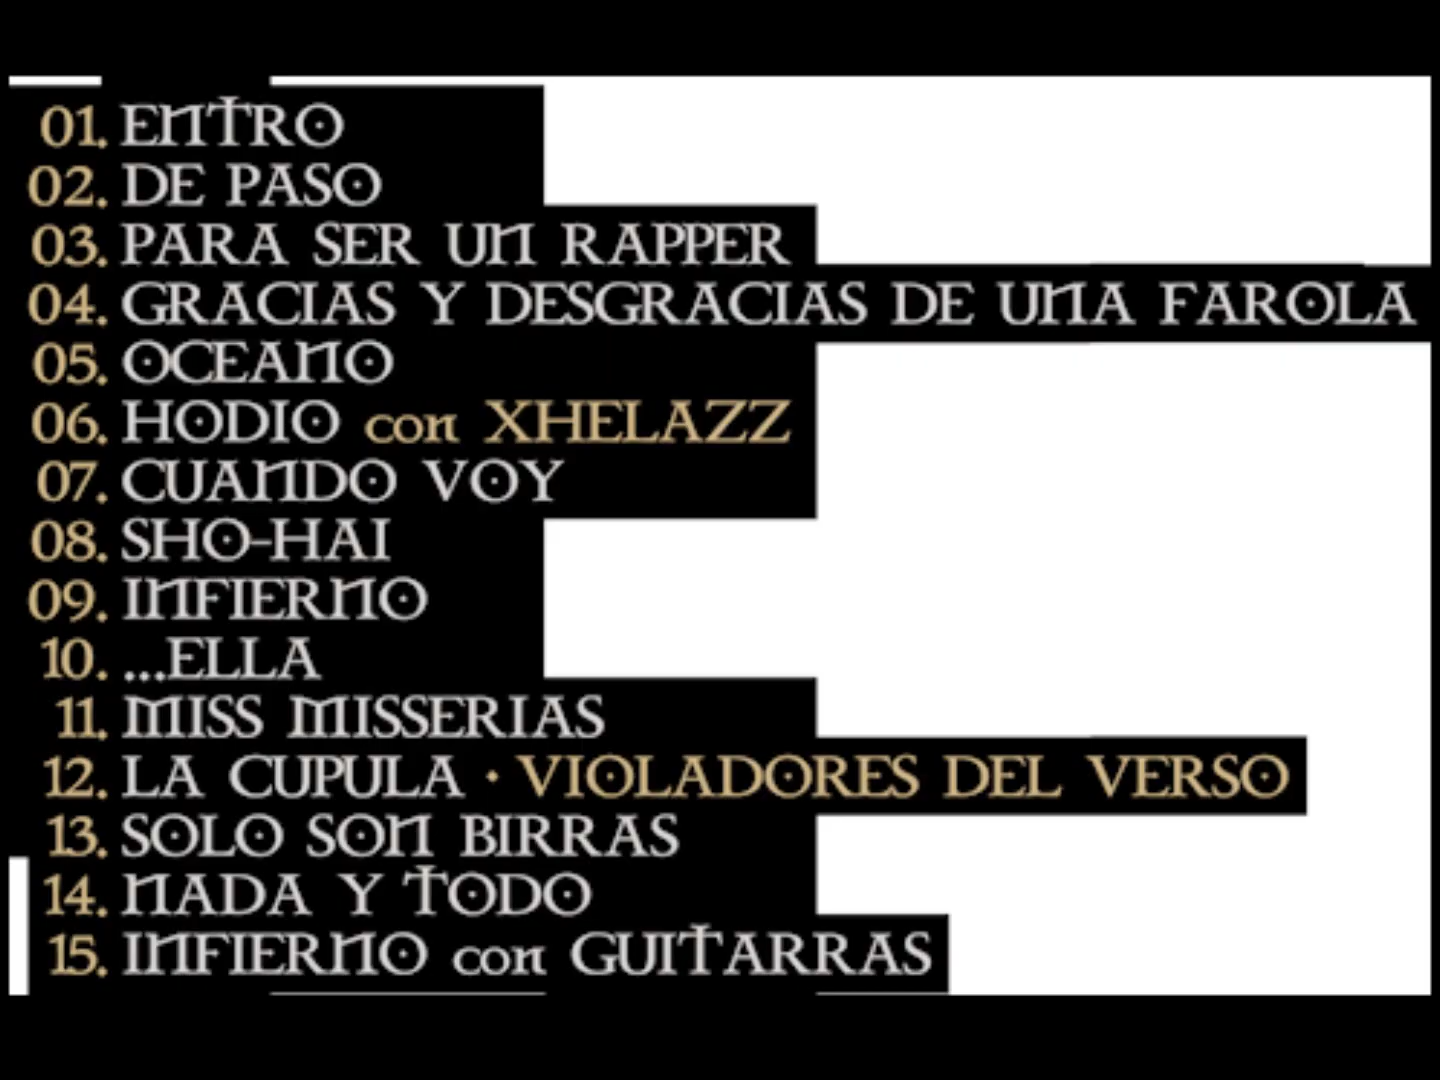 01. ENTRO
02. DE PASO
03. PARA SER UN RAPPER
04. GRACIAS Y DESGRACIAS DE UNA FAROLA
05. OCEANO
06. HODIO con XHELAZZ
07. CUANDO VOY
08. SHO-HAI
09. INFIERNO
10. ...ELLA
11. MISS MISSERIAS
12. LA CUPULA · VIOLADORES DEL VERSO
13. SOLO SON BIRRAS
14. NADA Y TODO
15. INFIERNO con GUITARRAS